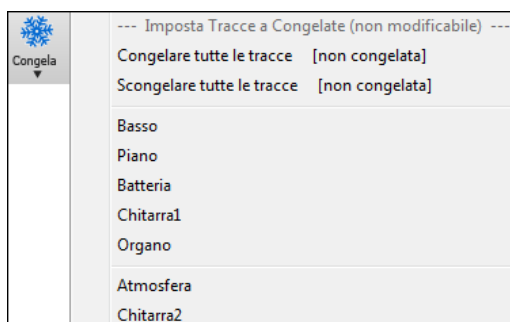 Congela
--- Imposta Tracce a Congelate (non modificabile) ---
Congelare tutte le tracce [non congelata]
Scongelare tutte le tracce [non congelata]
Basso
Piano
Batteria
Chitarra1
Organo
Atmosfera
Chitarra2